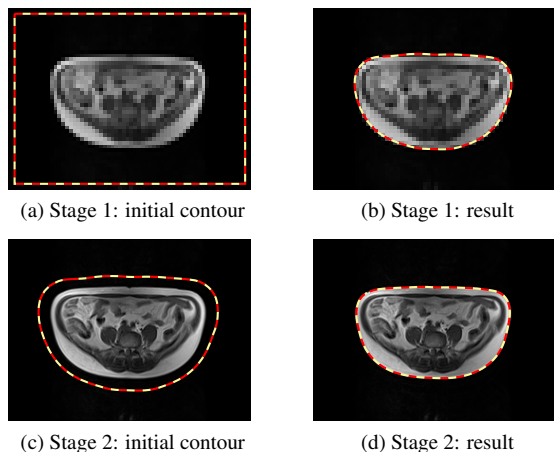 (a) Stage 1: initial contour
(b) Stage 1: result
(c) Stage 2: initial contour
(d) Stage 2: result